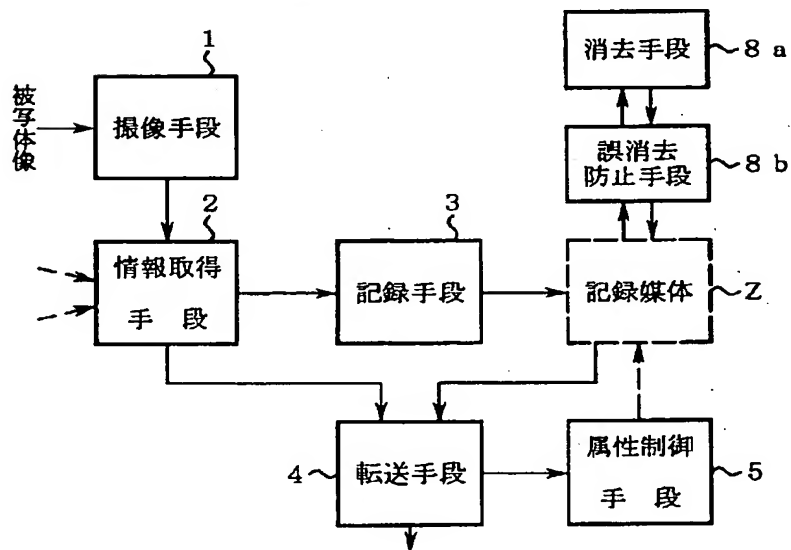 1
消去手段
8a
被写体像
撮像手段
誤消去
防止手段
8b
2
3
情報取得
手 段
記録手段
記録媒体
Z
4
転送手段
属性制御
手 段
5